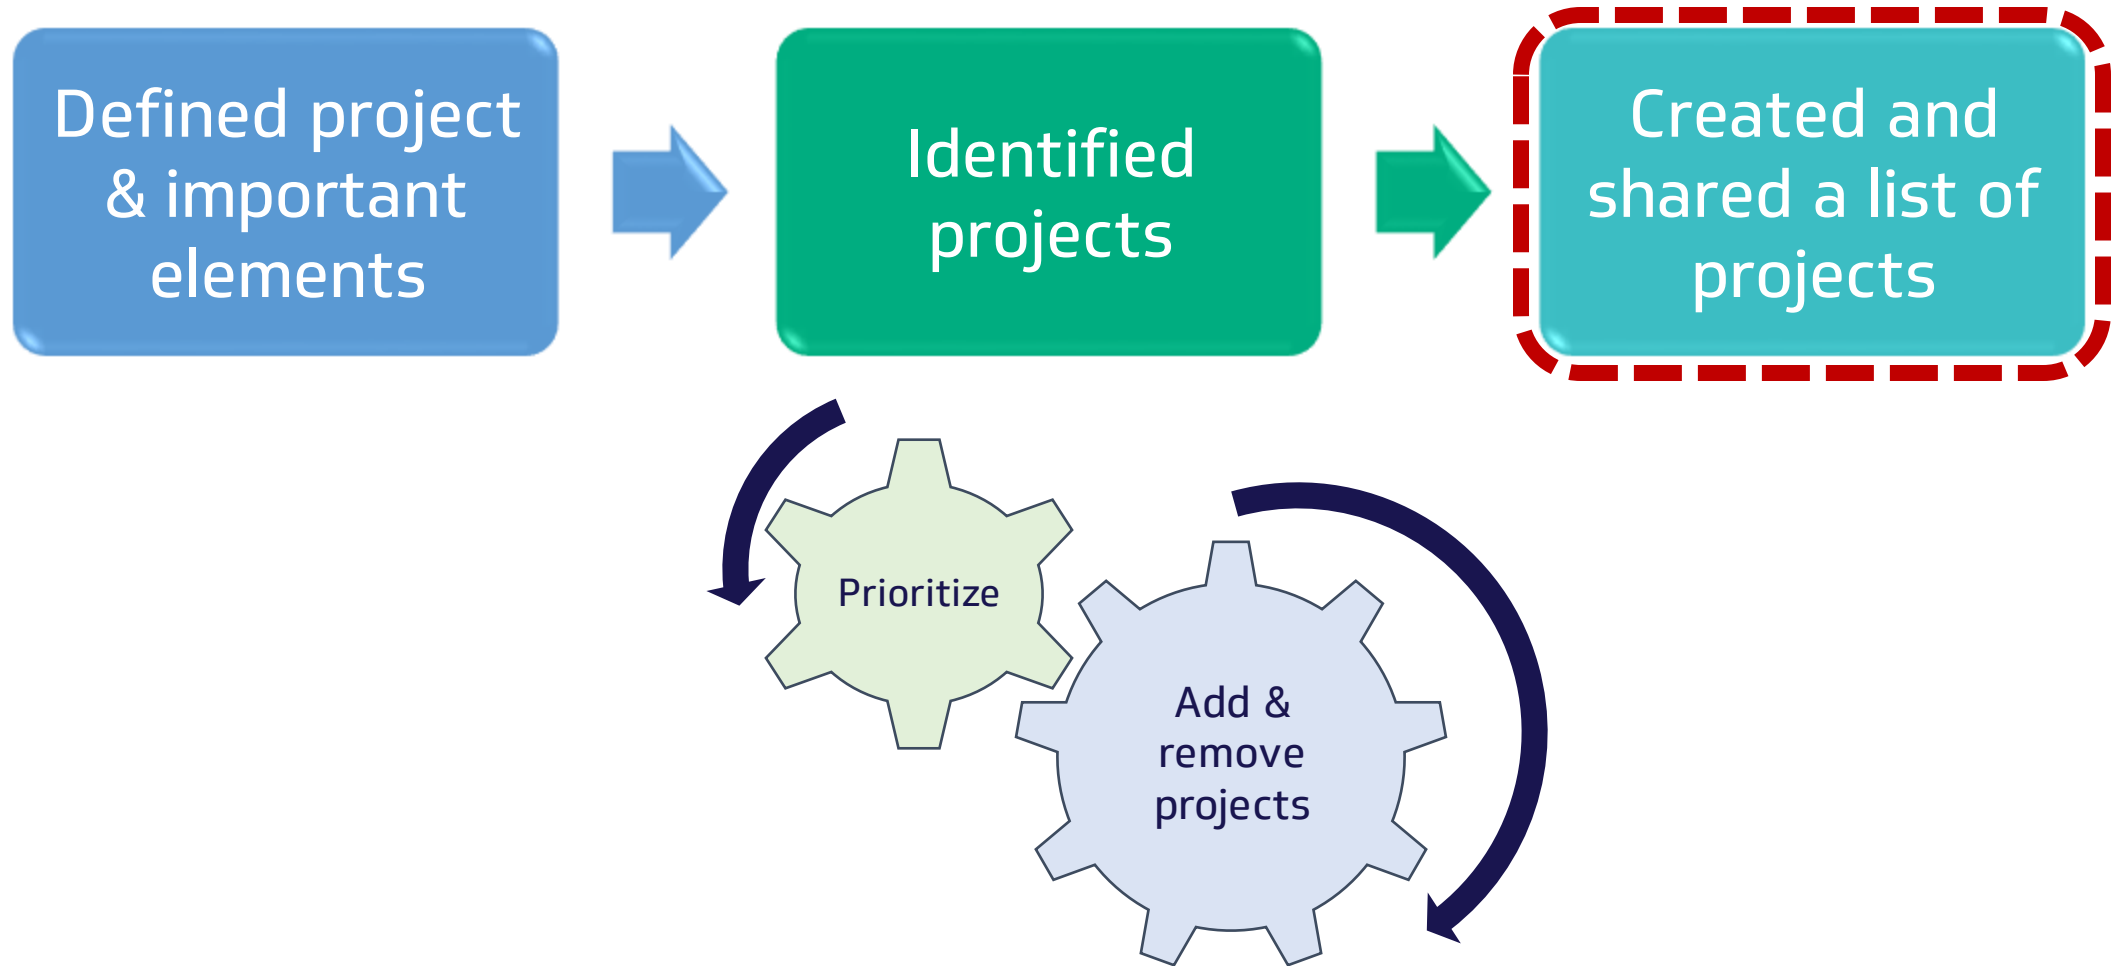 Defined project
& important
elements
Identified
projects
Created and
shared a list of
projects
Prioritize
Add &
remove
projects